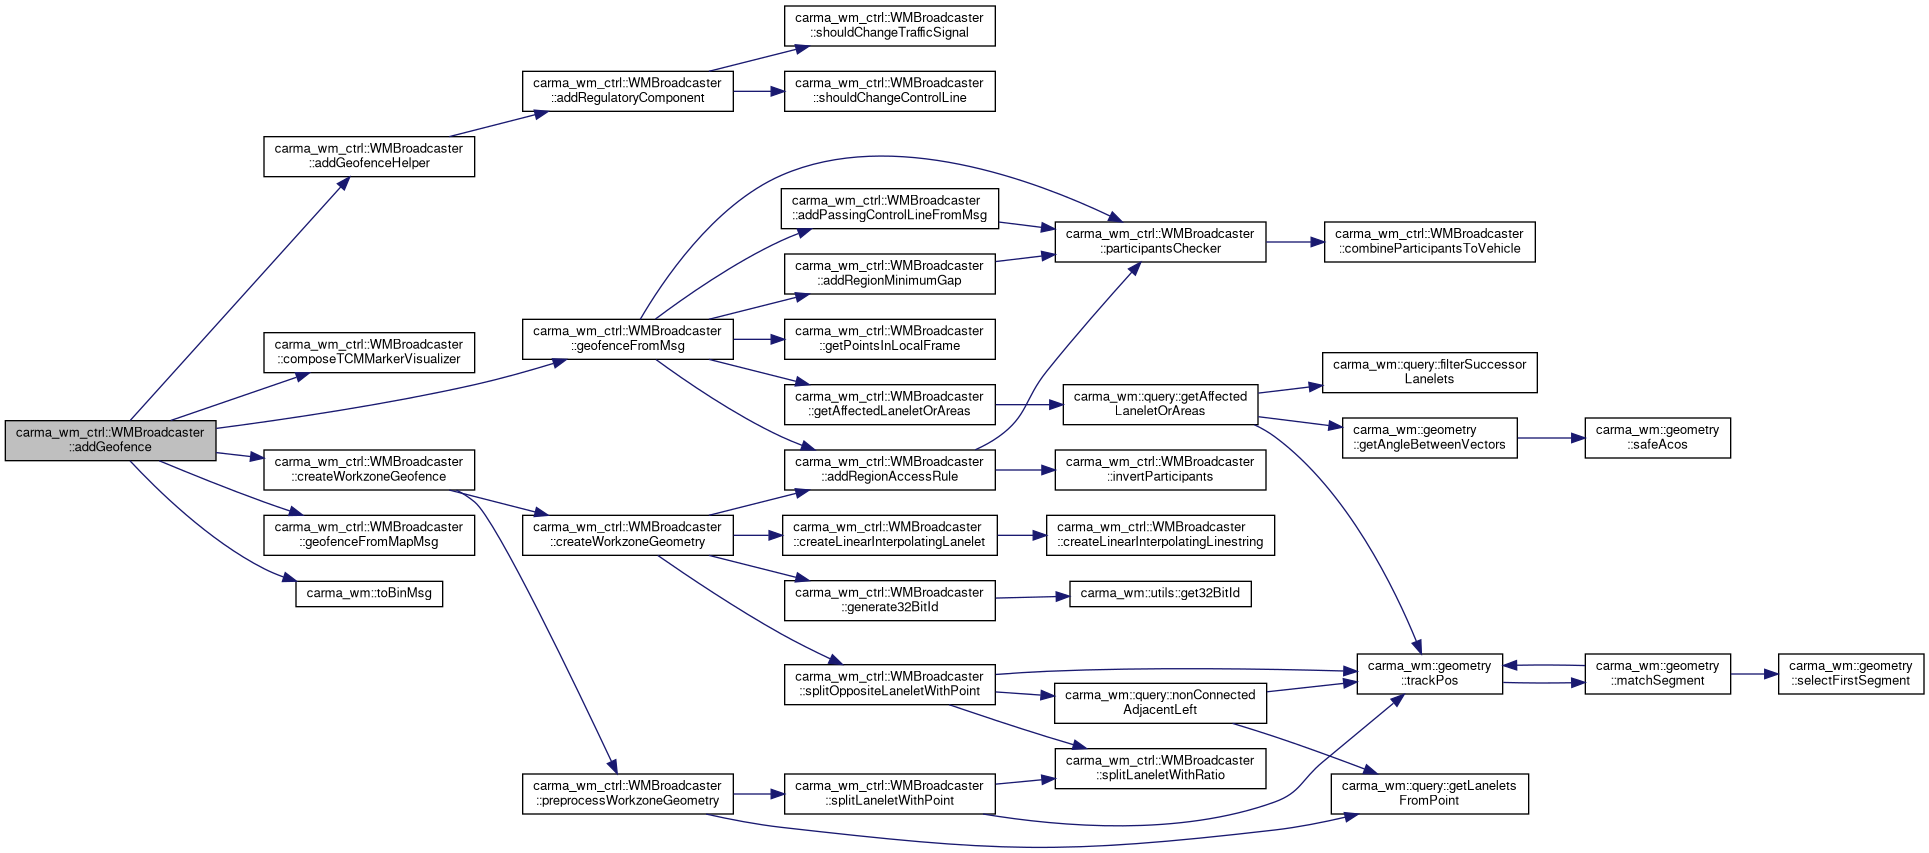 carma_wm_ctrl::WMBroadcaster
::addGeofence
carma_wm_ctrl::WMBroadcaster
::addGeofenceHelper
carma_wm_ctrl::WMBroadcaster
::composeTCMMarkerVisualizer
carma_wm_ctrl::WMBroadcaster
::createWorkzoneGeofence
carma_wm_ctrl::WMBroadcaster
::geofenceFromMapMsg
carma_wm::toBinMsg
carma_wm_ctrl::WMBroadcaster
::addRegulatoryComponent
carma_wm_ctrl::WMBroadcaster
::geofenceFromMsg
carma_wm_ctrl::WMBroadcaster
::createWorkzoneGeometry
carma_wm_ctrl::WMBroadcaster
::preprocessWorkzoneGeometry
carma_wm_ctrl::WMBroadcaster
::shouldChangeTrafficSignal
carma_wm_ctrl::WMBroadcaster
::shouldChangeControlLine
carma_wm_ctrl::WMBroadcaster
::addPassingControlLineFromMsg
carma_wm_ctrl::WMBroadcaster
::addRegionMinimumGap
carma_wm_ctrl::WMBroadcaster
::getPointsInLocalFrame
carma_wm_ctrl::WMBroadcaster
::getAffectedLaneletOrAreas
carma_wm_ctrl::WMBroadcaster
::addRegionAccessRule
carma_wm_ctrl::WMBroadcaster
::createLinearInterpolatingLanelet
carma_wm_ctrl::WMBroadcaster
::generate32BitId
carma_wm_ctrl::WMBroadcaster
::splitOppositeLaneletWithPoint
carma_wm_ctrl::WMBroadcaster
::splitLaneletWithPoint
carma_wm_ctrl::WMBroadcaster
::participantsChecker
carma_wm::query::getAffected
LaneletOrAreas
carma_wm_ctrl::WMBroadcaster
::invertParticipants
carma_wm_ctrl::WMBroadcaster
::createLinearInterpolatingLinestring
carma_wm::utils::get32BitId
carma_wm::query::nonConnected
AdjacentLeft
carma_wm_ctrl::WMBroadcaster
::splitLaneletWithRatio
carma_wm_ctrl::WMBroadcaster
::combineParticipantsToVehicle
carma_wm::query::filterSuccessor
Lanelets
carma_wm::geometry
::getAngleBetweenVectors
carma_wm::geometry
::trackPos
carma_wm::query::getLanelets
FromPoint
carma_wm::geometry
::safeAcos
carma_wm::geometry
::matchSegment
carma_wm::geometry
::selectFirstSegment